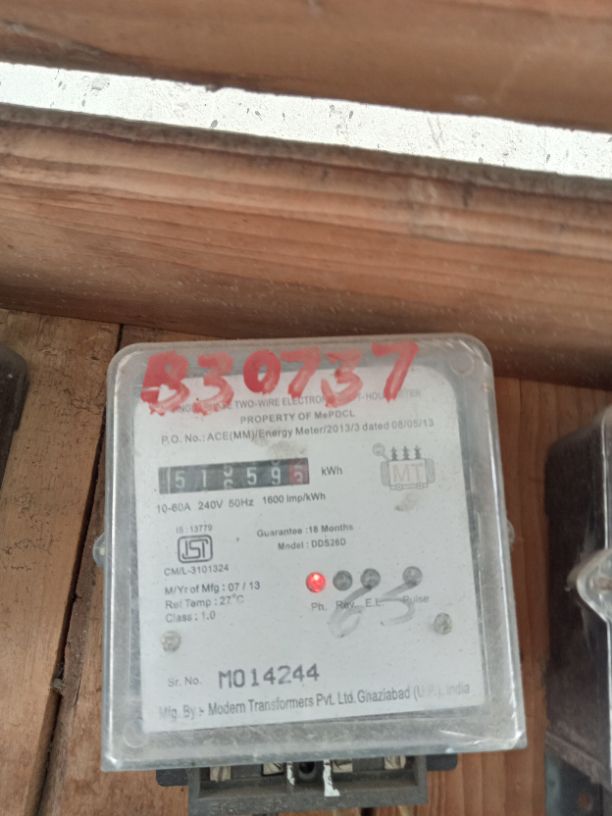 B30737
TWO-WIRE
PROPERTY OF MePDCL
P.O. No.: ACE(MM)/Energy Meter/2013/3 dated 08/05/13
kWh
MT
10-60A 240V 50Hz 1600 imp/kWh
IS : 13779
Guarantee : 18 Months
Model : DDS26D
CM/L-3101324
M/Yr of Mfg : 07 / 13
Ref Temp : 27°C
Class : 1.0
Ph. Rev. E.L. Pulse
Sr. No. M014244
Mfg. By :- Modern Transformers Pvt. Ltd. Ghaziabad (U.P.), India